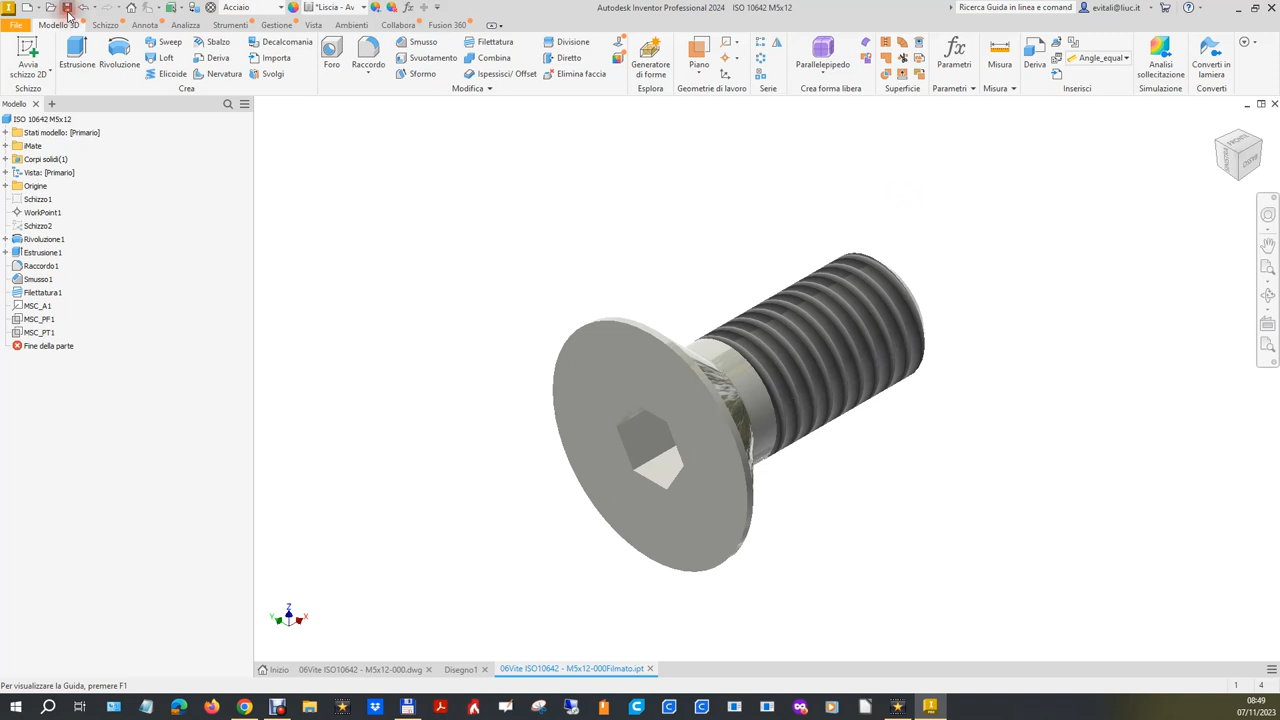 Acciaio
*Liscia - Av
Autodesk Inventor Professional 2024   ISO 10642 M5x12
Ricerca Guida in linea e comand
evitali@liuc.it
File
Modello 3D
Schizzo
Annota
Analizza
Strumenti
Gestione
Vista
Ambienti
Collabora
Fusion 360
Avvia
schizzo 2D
Estrusione
Rivoluzione
Sweep
Sbalzo
Decalcomania
Loft
Deriva
Importa
Elicoide
Nervatura
Svolgi
Foro
Raccordo
Smusso
Filettatura
Divisione
Svuotamento
Combina
Diretto
Sformo
Ispessici/ Offset
Elimina faccia
Generatore
di forme
Piano
Parallelepipedo
Parametri
Misura
Deriva
Angle_equal
Analisi
sollecitazione
Converti in
lamiera
Schizzo
Crea
Modifica
Esplora
Geometrie di lavoro
Serie
Crea forma libera
Superficie
Parametri
Misura
Inserisci
Simulazione
Converti
Modello
ISO 10642 M5x12
Stati modello: [Primario]
iMate
Corpi solidi(1)
Vista: [Primario]
Origine
Schizzo1
WorkPoint1
Schizzo2
Rivoluzione1
Estrusione1
Raccordo1
Smusso1
Filettatura1
MSC_A1
MSC_PF1
MSC_PT1
Fine della parte
Z
Y
X
Inizio
06Vite ISO10642 - M5x12-000.dwg
Disegno1
06Vite ISO10642 - M5x12-000Filmato.ipt
Per visualizzare la Guida, premere F1
1
4
08:49
07/11/2023